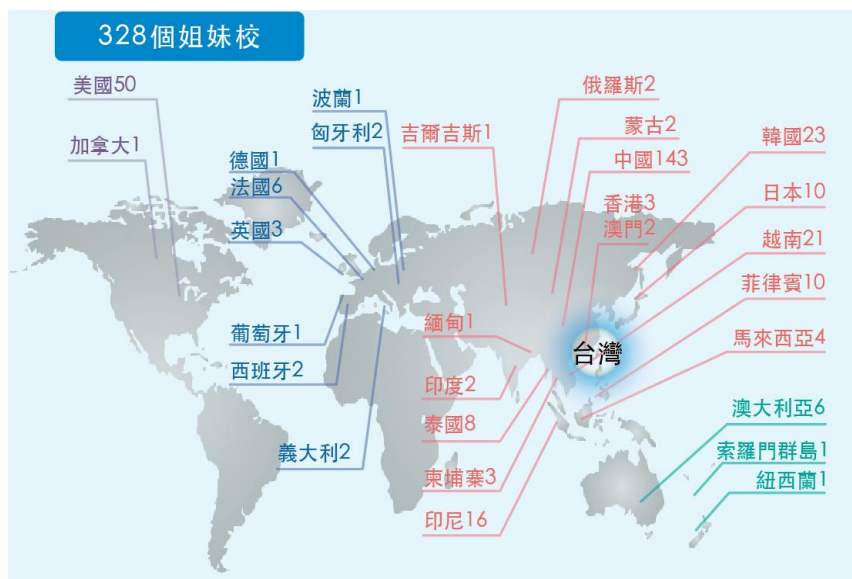 328個姐妹校
美國50
加拿大1
波蘭1
匈牙利2
德國1
法國6
英國3
葡萄牙1
西班牙2
義大利2
吉爾吉斯1
俄羅斯2
蒙古2
中國143
香港3
澳門2
韓國23
日本10
越南21
菲律賓10
馬來西亞4
緬甸1
印度2
泰國8
柬埔寨3
印尼16
台灣
澳大利亞6
索羅門群島1
紐西蘭1